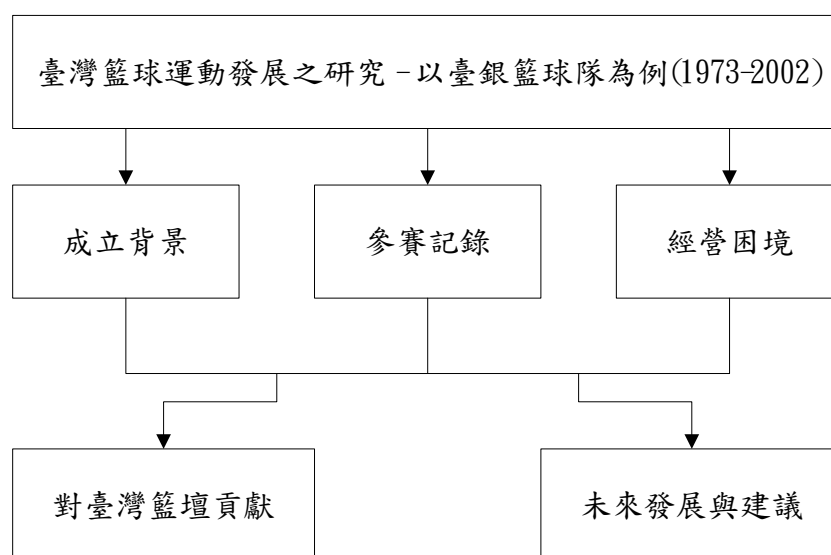 臺灣籃球運動發展之研究－以臺銀籃球隊為例(1973-2002)
成立背景
參賽記錄
經營困境
對臺灣籃壇貢獻
未來發展與建議